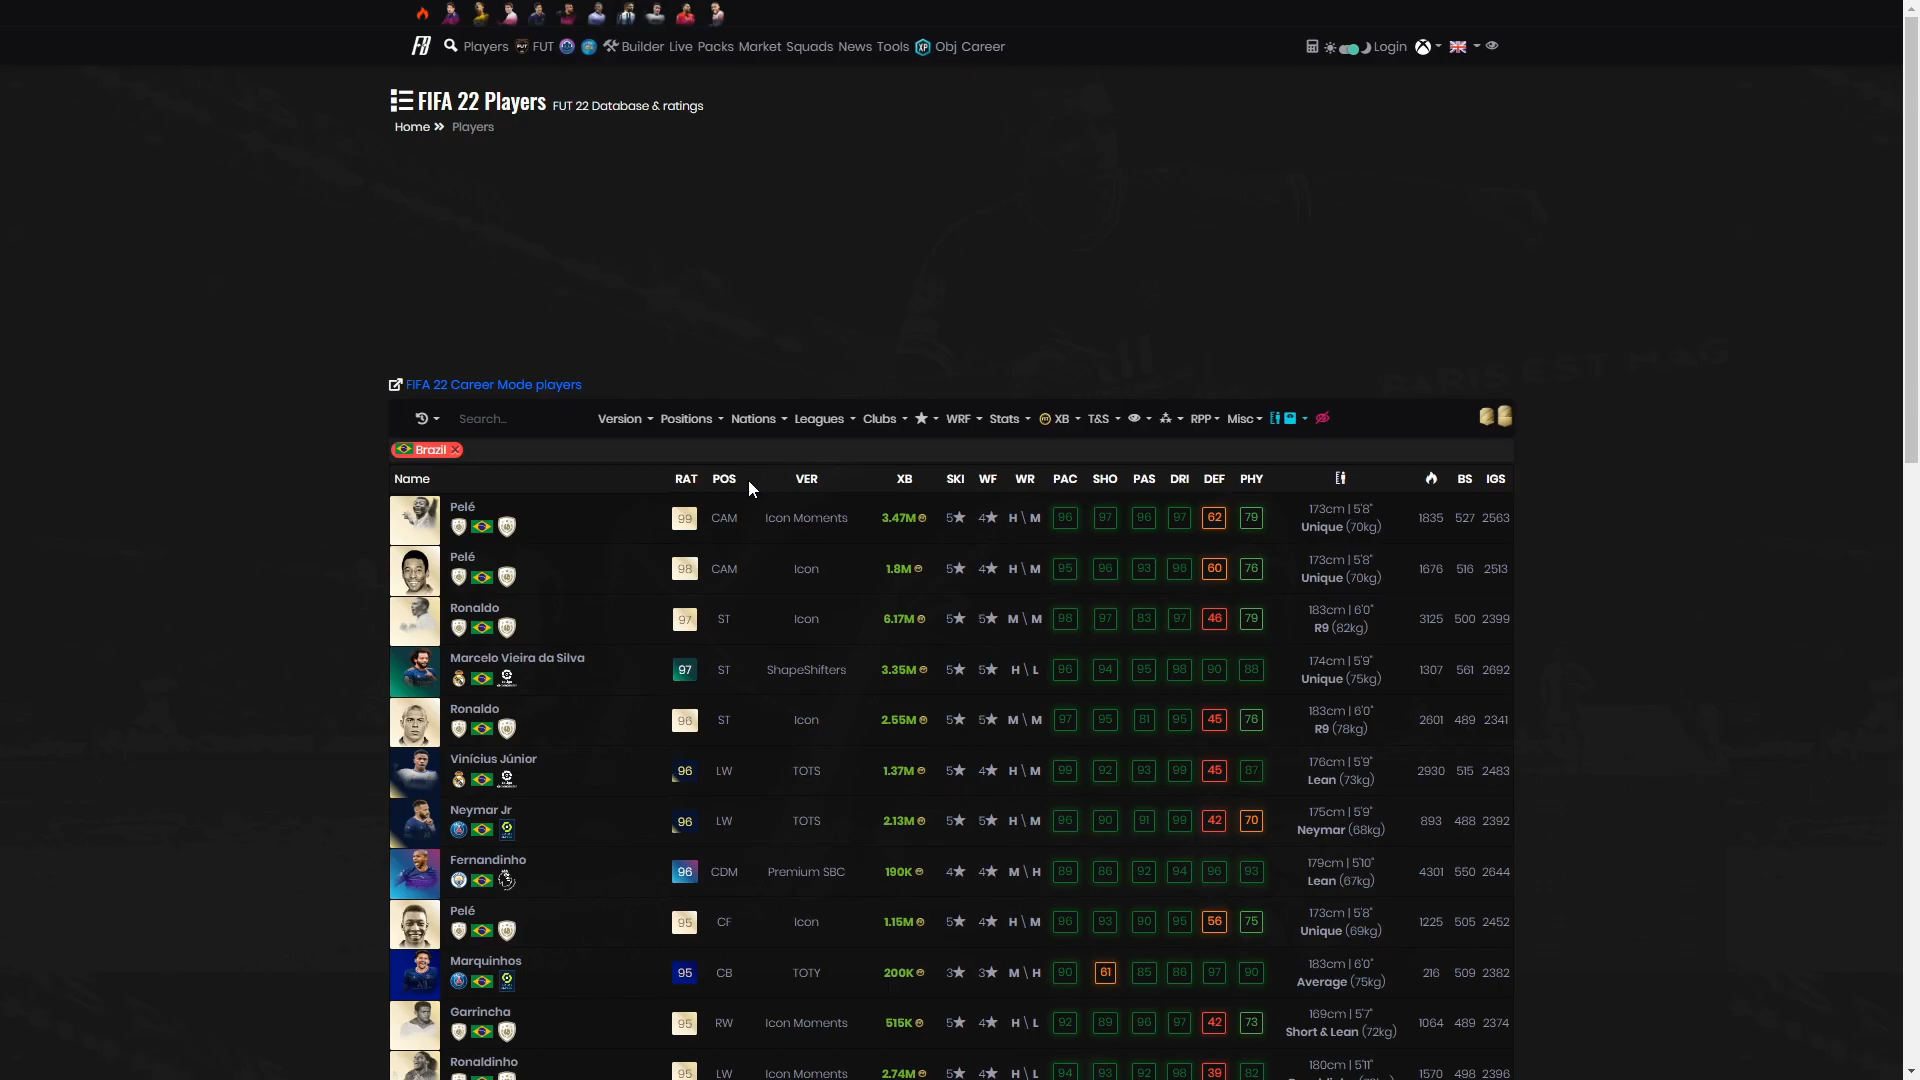 Players FUT Builder Live Packs Market Squads News Tools XP Obj Career Login
FIFA 22 Players FUT 22 Database & ratings
Home » Players
PARIS EST MAG
FIFA 22 Career Mode players
Search... Version Positions Nations Leagues Clubs WRF Stats XB T&S RPP Misc
Brazil
Name RAT POS VER XB SKI WF WR PAC SHO PAS DRI DEF PHY BS IGS
Pelé 99 CAM Icon Moments 3.47M 5★ 4★ H \ M 96 97 96 97 62 79 173cm | 5'8" 1835 527 2563
Unique (70kg)
Pelé 98 CAM Icon 1.8M 5★ 4★ H \ M 95 96 93 96 60 76 173cm | 5'8" 1676 516 2513
Unique (70kg)
Ronaldo 97 ST Icon 6.17M 5★ 5★ M \ M 98 97 83 97 46 79 183cm | 6'0" 3125 500 2399
R9 (82kg)
Marcelo Vieira da Silva 97 ST ShapeShifters 3.35M 5★ 5★ H \ L 96 94 95 98 90 88 174cm | 5'9" 1307 561 2692
Unique (75kg)
Ronaldo 96 ST Icon 2.55M 5★ 5★ M \ M 97 95 81 95 45 76 183cm | 6'0" 2601 489 2341
R9 (78kg)
Vinícius Júnior 96 LW TOTS 1.37M 5★ 4★ H \ M 99 92 93 99 45 87 176cm | 5'9" 2930 515 2483
Lean (73kg)
Neymar Jr 96 LW TOTS 2.13M 5★ 5★ H \ M 96 90 91 99 42 70 175cm | 5'9" 893 488 2392
Neymar (68kg)
Fernandinho 96 CDM Premium SBC 190K 4★ 4★ M \ H 89 86 92 94 96 93 179cm | 5'10" 4301 550 2644
Lean (67kg)
Pelé 95 CF Icon 1.15M 5★ 4★ H \ M 96 93 90 95 56 75 173cm | 5'8" 1225 505 2452
Unique (69kg)
Marquinhos 95 CB TOTY 200K 3★ 3★ M \ H 90 61 85 86 97 90 183cm | 6'0" 216 509 2382
Average (75kg)
Garrincha 95 RW Icon Moments 515K 5★ 4★ H \ L 92 89 96 97 42 73 169cm | 5'7" 1064 489 2374
Short & Lean (72kg)
Ronaldinho 95 LW Icon Moments 2.74M 5★ 4★ H \ L 94 93 92 98 39 82 180cm | 5'11" 1570 498 2396